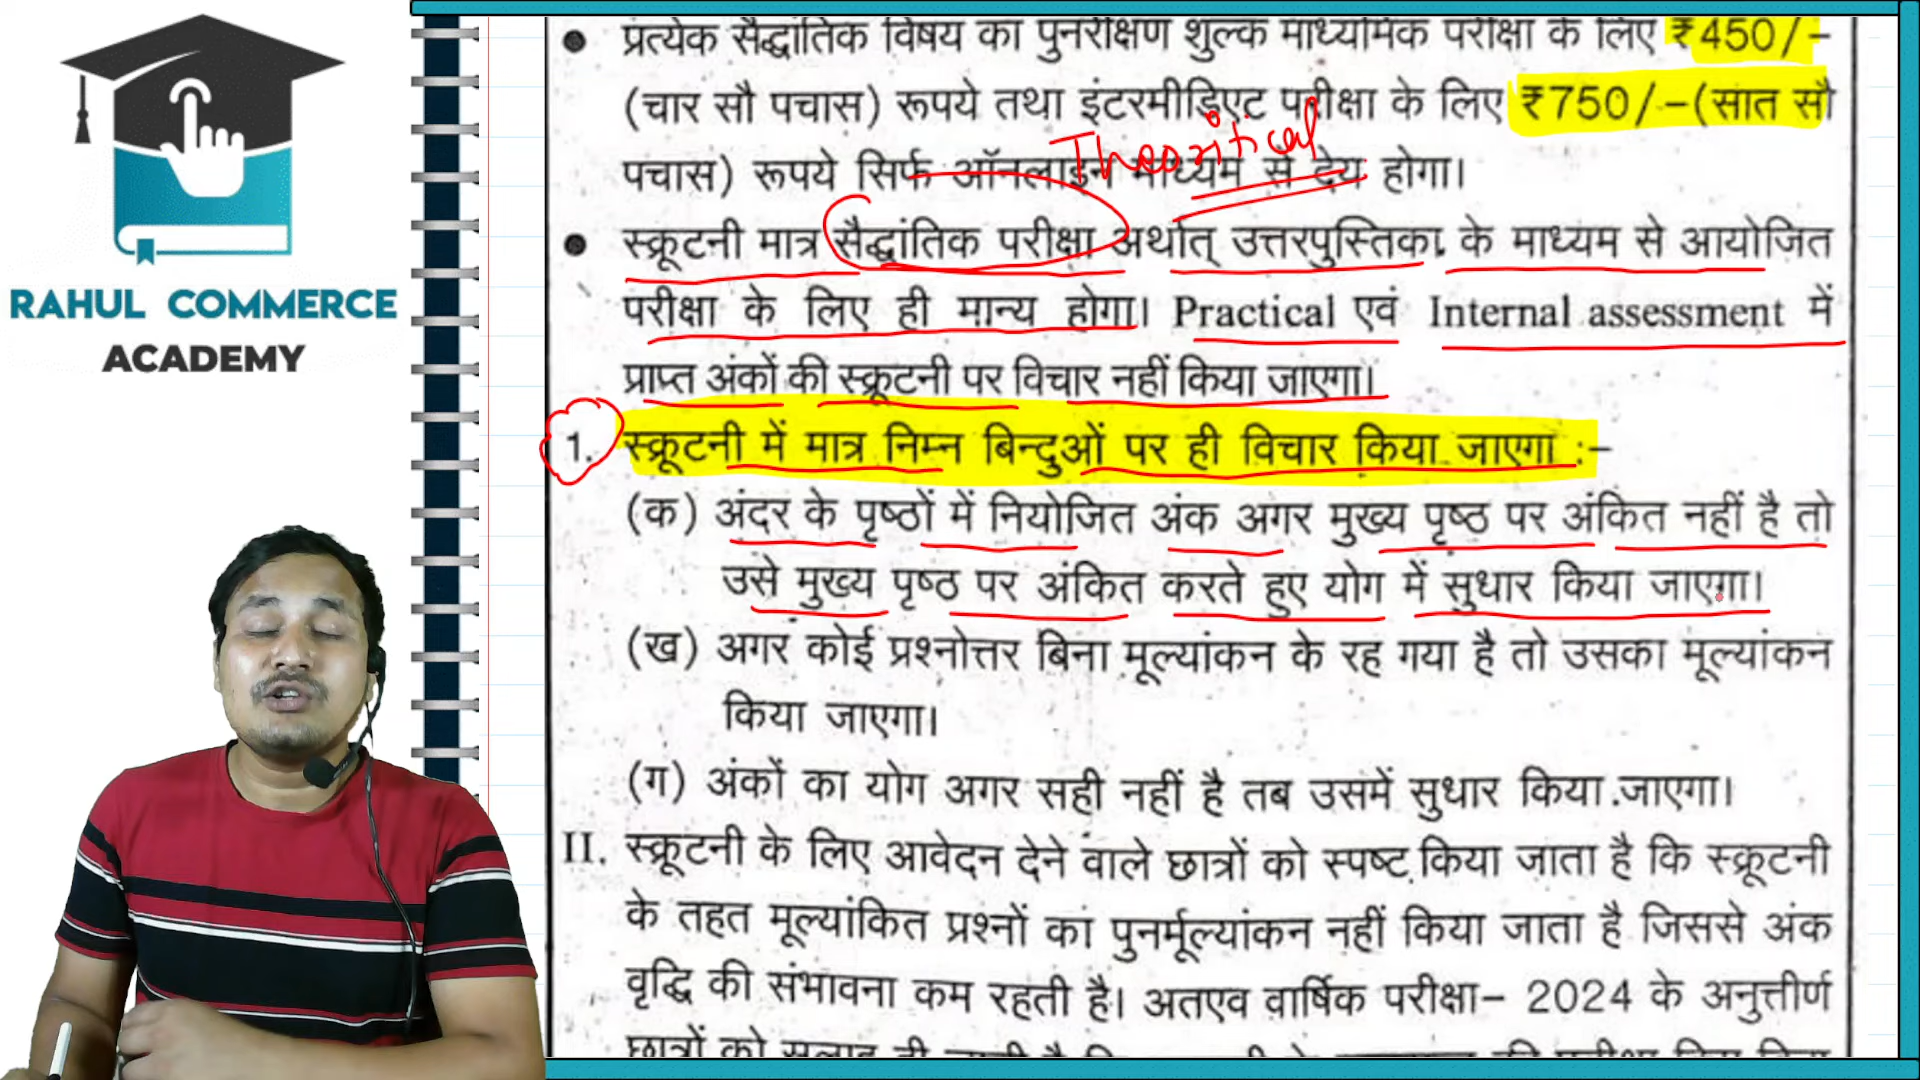 RAHUL COMMERCE
ACADEMY
• प्रत्येक सैद्धांतिक विषय का पुनरीक्षण शुल्क माध्यमिक परीक्षा के लिए ₹450/-
(चार सौ पचास) रूपये तथा इंटरमीडिएट परीक्षा के लिए ₹750/-(सात सौ
Theoritical
पचास) रूपये सिर्फ ऑनलाइन माध्यम से देय होगा।
• स्क्रूटनी मात्र सैद्धांतिक परीक्षा अर्थात् उत्तरपुस्तिका के माध्यम से आयोजित
परीक्षा के लिए ही मान्य होगा। Practical एवं Internal assessment में
प्राप्त अंकों की स्क्रूटनी पर विचार नहीं किया जाएगा।
1. स्क्रूटनी में मात्र निम्न बिन्दुओं पर ही विचार किया जाएगा :-
(क) अंदर के पृष्ठों में नियोजित अंक अगर मुख्य पृष्ठ पर अंकित नहीं है तो
उसे मुख्य पृष्ठ पर अंकित करते हुए योग में सुधार किया जाएगा।
(ख) अगर कोई प्रश्नोत्तर बिना मूल्यांकन के रह गया है तो उसका मूल्यांकन
किया जाएगा।
(ग) अंकों का योग अगर सही नहीं है तब उसमें सुधार किया जाएगा।
II. स्क्रूटनी के लिए आवेदन देने वाले छात्रों को स्पष्ट किया जाता है कि स्क्रूटनी
के तहत मूल्यांकित प्रश्नों का पुनर्मूल्यांकन नहीं किया जाता है जिससे अंक
वृद्धि की संभावना कम रहती है। अतएव वार्षिक परीक्षा- 2024 के अनुत्तीर्ण
छात्रों को